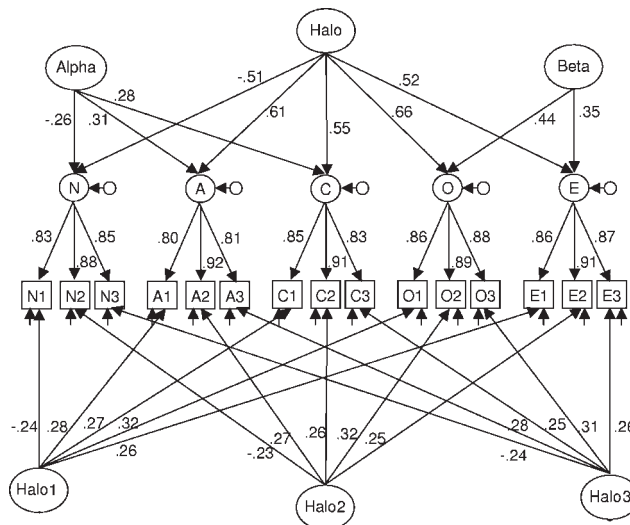 Halo
Alpha Beta
-.51 .52
.28
-.26 .31 .61 .66 .44 .35
.55
N A C O E
.83 .85 .80 .81 .85 .83 .86 .88 .86 .87
.88 .92 .91 .89 .91
N1 N2 N3 A1 A2 A3 C1 C2 C3 O1 O2 O3 E1 E2 E3
-.24 .28 .27 .32 .27 .26 .32 .25 .28 .25 .31 .26
.26 -.23 -.24
Halo1 Halo2 Halo3